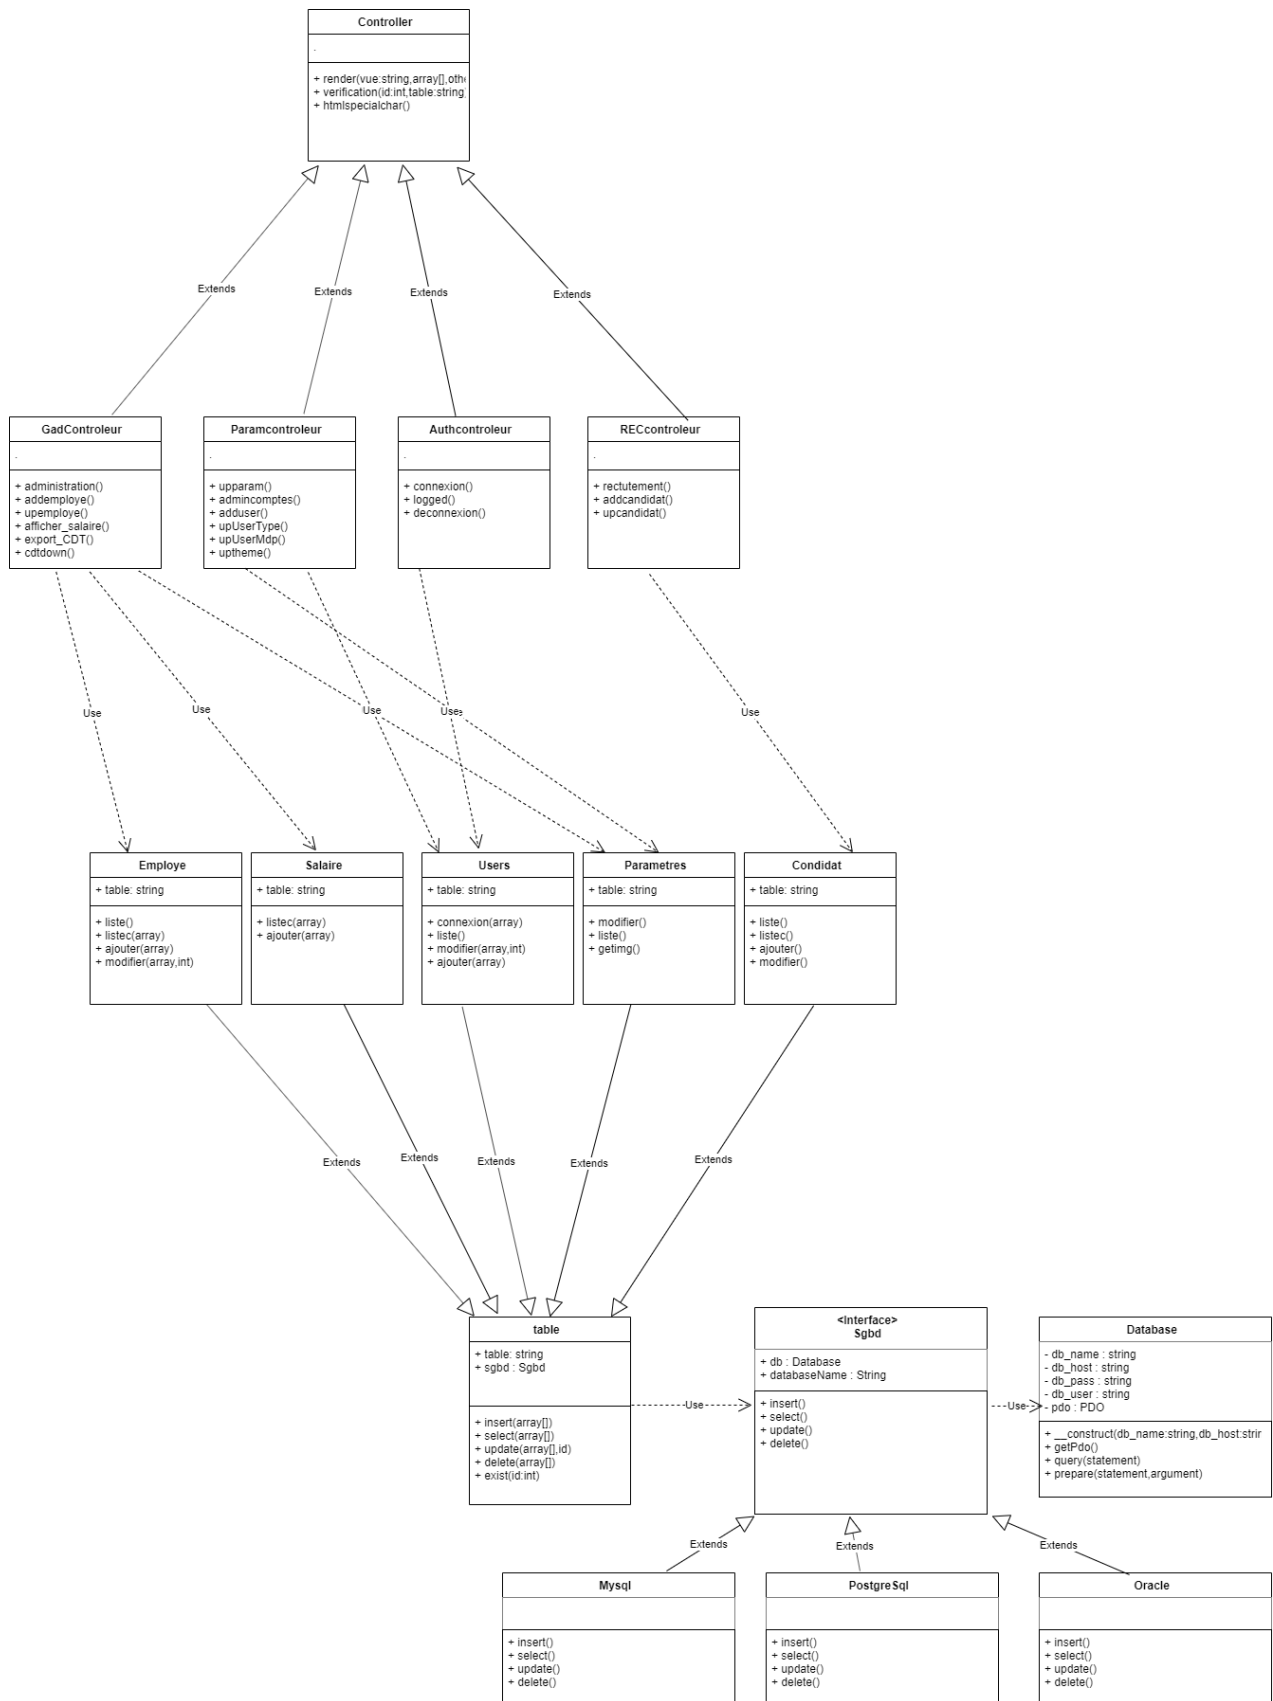 Controller
.
+ render(vue:string,array[],othe
+ verification(id:int,table:string)
+ htmlspecialchar()
Extends
Extends
Extends
Extends
GadControleur
.
+ administration()
+ addemploye()
+ upemploye()
+ afficher_salaire()
+ export_CDT()
+ cdtdown()
Paramcontroleur
.
+ upparam()
+ admincomptes()
+ adduser()
+ upUserType()
+ upUserMdp()
+ uptheme()
Authcontroleur
.
+ connexion()
+ logged()
+ deconnexion()
RECcontroleur
.
+ rectutement()
+ addcandidat()
+ upcandidat()
Use
Use
Use
Use
Use
Employe
+ table: string
+ liste()
+ listec(array)
+ ajouter(array)
+ modifier(array,int)
Salaire
+ table: string
+ listec(array)
+ ajouter(array)
Users
+ table: string
+ connexion(array)
+ liste()
+ modifier(array,int)
+ ajouter(array)
Parametres
+ table: string
+ modifier()
+ liste()
+ getimg()
Condidat
+ table: string
+ liste()
+ listec()
+ ajouter()
+ modifier()
Extends
Extends
Extends
Extends
Extends
table
+ table: string
+ sgbd : Sgbd
+ insert(array[])
+ select(array[])
+ update(array[],id)
+ delete(array[])
+ exist(id:int)
Use
<Interface>
Sgbd
+ db : Database
+ databaseName : String
+ insert()
+ select()
+ update()
+ delete()
Use
Database
- db_name : string
- db_host : string
- db_pass : string
- db_user : string
- pdo : PDO
+ __construct(db_name:string,db_host:strir
+ getPdo()
+ query(statement)
+ prepare(statement,argument)
Extends
Extends
Extends
Mysql
+ insert()
+ select()
+ update()
+ delete()
PostgreSql
+ insert()
+ select()
+ update()
+ delete()
Oracle
+ insert()
+ select()
+ update()
+ delete()